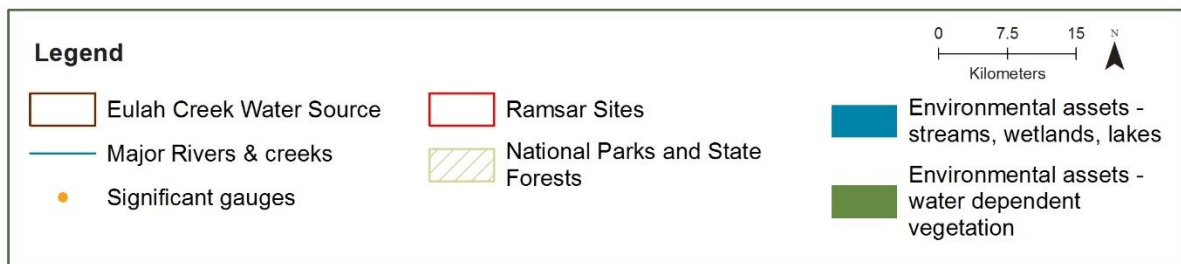 Legend
0 7.5 15
Kilometers
N
Eulah Creek Water Source
Major Rivers & creeks
Significant gauges
Ramsar Sites
National Parks and State
Forests
Environmental assets -
streams, wetlands, lakes
Environmental assets -
water dependent
vegetation